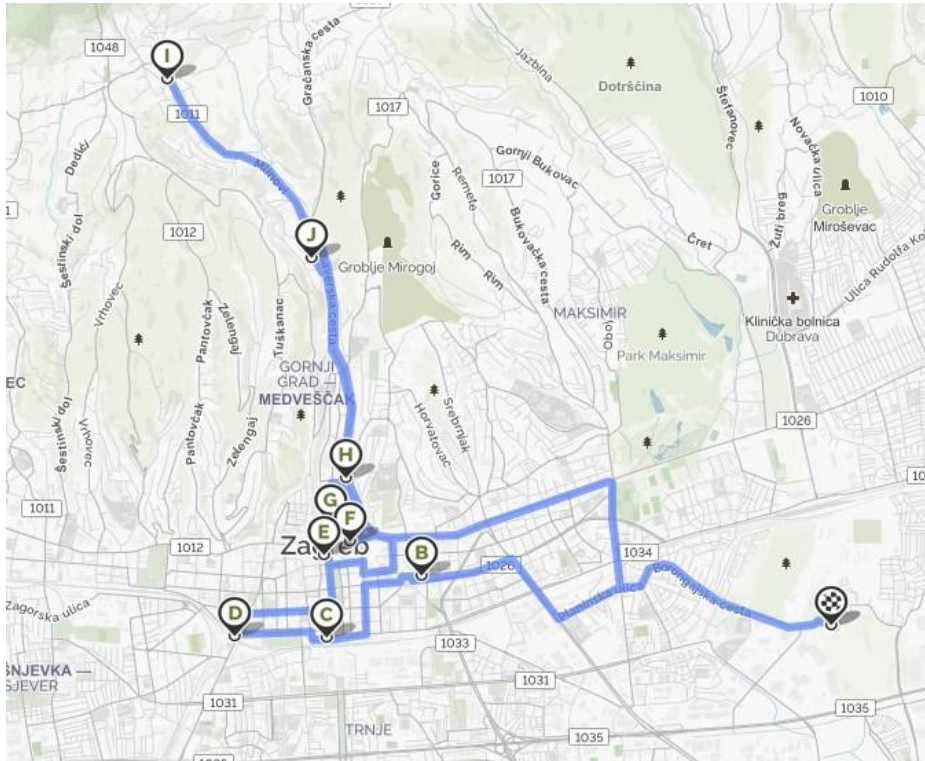 1048
I
1011
Mlinovi
Gračanska cesta
1017
Jazbina
Dotrščina
Štefanovec
1010
Novačka ulica
Dedići
Šestinski dol
1012
J
Groblje Mirogoj
Gorice
Remete
1017
Gornji Bukovac
Bukovačka cesta
Rim
Rim
Čret
Žuti breg
Groblje
Miroševac
Klinička bolnica
Dubrava
Vrhovec
Pantovčak
Zelengaj
Tuškanac
MAKSIMIR
Park Maksimir
GORNJI
GRAD —
MEDVEŠČAK
Srebrnjak
Horvatovac
Šestinski dol
Vrhovec
Pantovčak
Zelengaj
1026
H
G
F
E
Zagreb
1011
1012
B
1026
1034
Planinska ulica
Borongajska cesta
Zagorska ulica
D
C
1033
ŠNJEVKA —
SJEVER
1031
1031
TRNJE
1035
1035